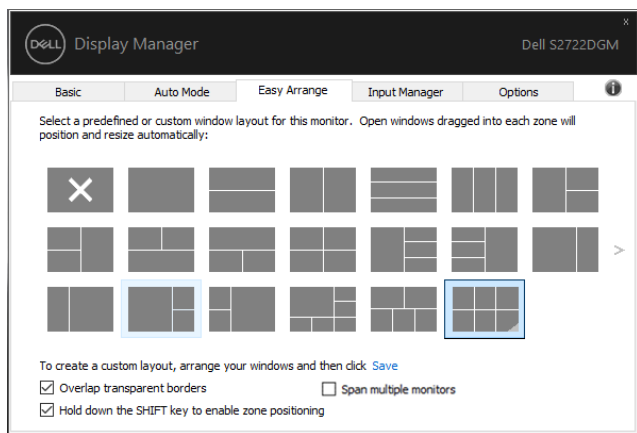 x
DELL Display Manager Dell S2722DGM
Basic Auto Mode Easy Arrange Input Manager Options
Select a predefined or custom window layout for this monitor. Open windows dragged into each zone will
position and resize automatically:
To create a custom layout, arrange your windows and then click Save
Overlap transparent borders Span multiple monitors
Hold down the SHIFT key to enable zone positioning